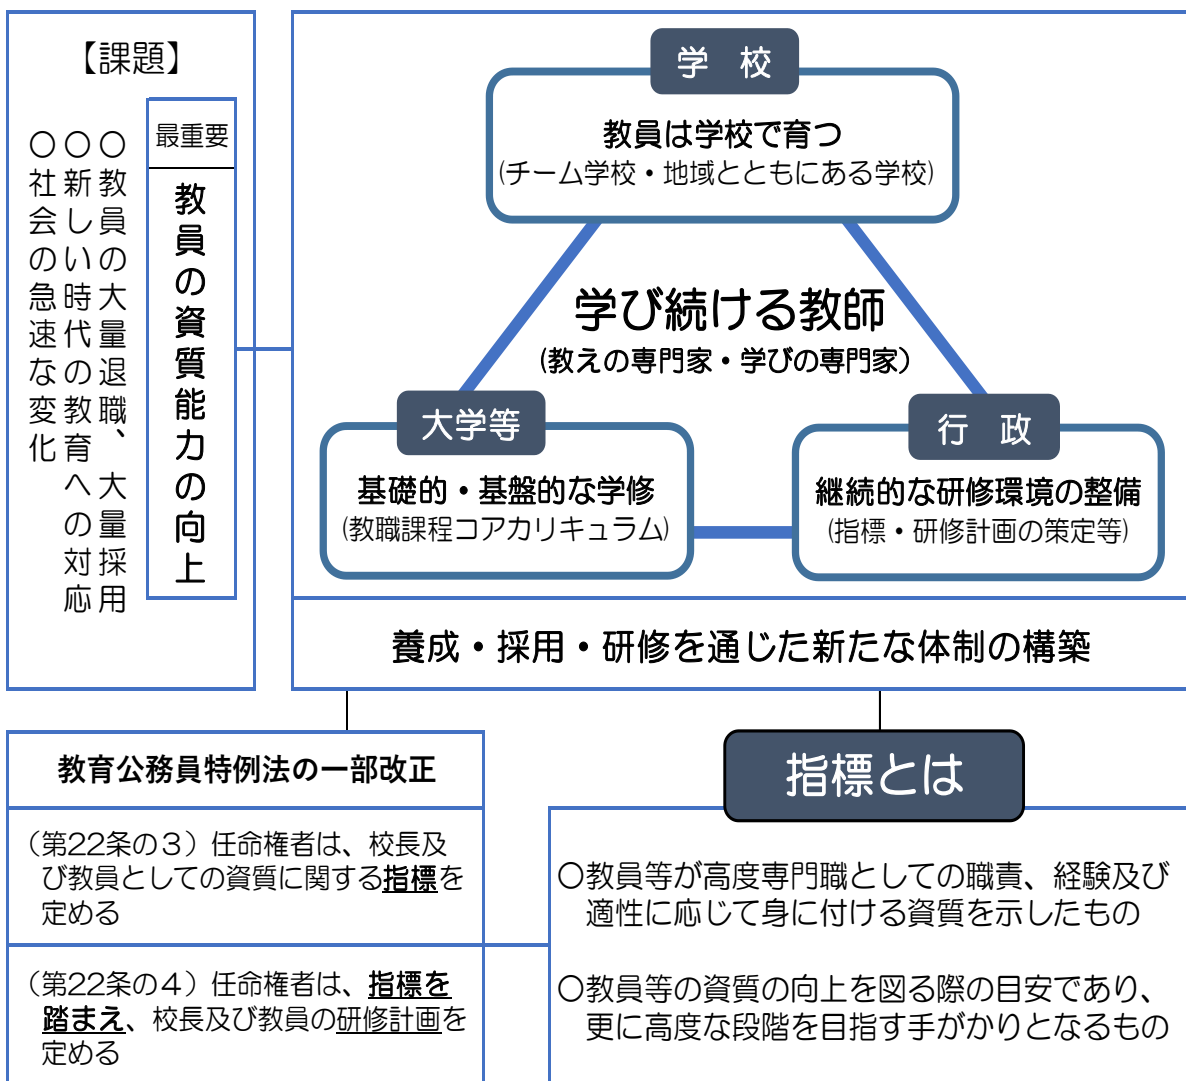 【課題】
最重要
教員の資質能力の向上
〇教員の大量退職、大量採用
〇新しい時代の教育への対応
〇社会の急速な変化
学　校
教員は学校で育つ
(チーム学校・地域とともにある学校)
学び続ける教師
(教えの専門家・学びの専門家)
大学等
基礎的・基盤的な学修
(教職課程コアカリキュラム)
行　政
継続的な研修環境の整備
(指標・研修計画の策定等)
養成・採用・研修を通じた新たな体制の構築
教育公務員特例法の一部改正
（第22条の３）任命権者は、校長及
び教員としての資質に関する指標を
定める
（第22条の４）任命権者は、指標を
踏まえ、校長及び教員の研修計画を
定める
指標とは
〇教員等が高度専門職としての職責、経験及び
適性に応じて身に付ける資質を示したもの
〇教員等の資質の向上を図る際の目安であり、
更に高度な段階を目指す手がかりとなるもの